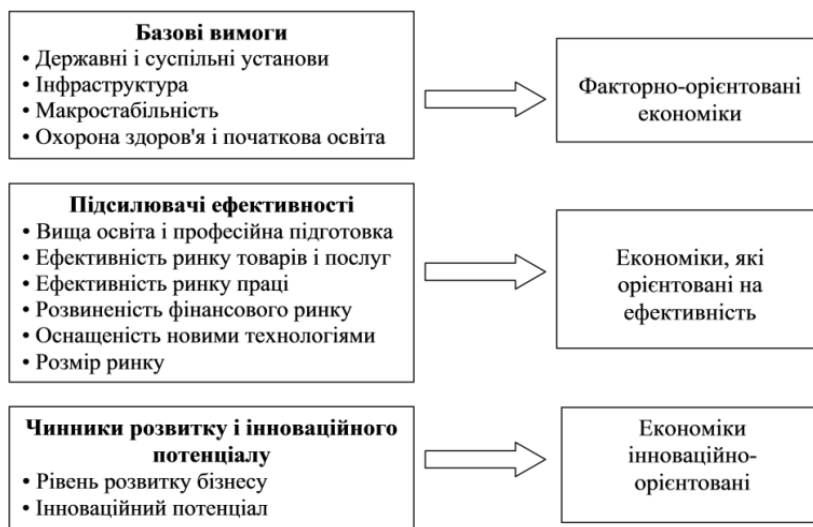 Базові вимоги
• Державні і суспільні установи
• Інфраструктура
• Макростабільність
• Охорона здоров'я і початкова освіта
Факторно-орієнтовані
економіки
Підсилювачі ефективності
• Вища освіта і професійна підготовка
• Ефективність ринку товарів і послуг
• Ефективність ринку праці
• Розвиненість фінансового ринку
• Оснащеність новими технологіями
• Розмір ринку
Економіки, які
орієнтовані на
ефективність
Чинники розвитку і інноваційного
потенціалу
• Рівень розвитку бізнесу
• Інноваційний потенціал
Економіки
інноваційно-
орієнтовані